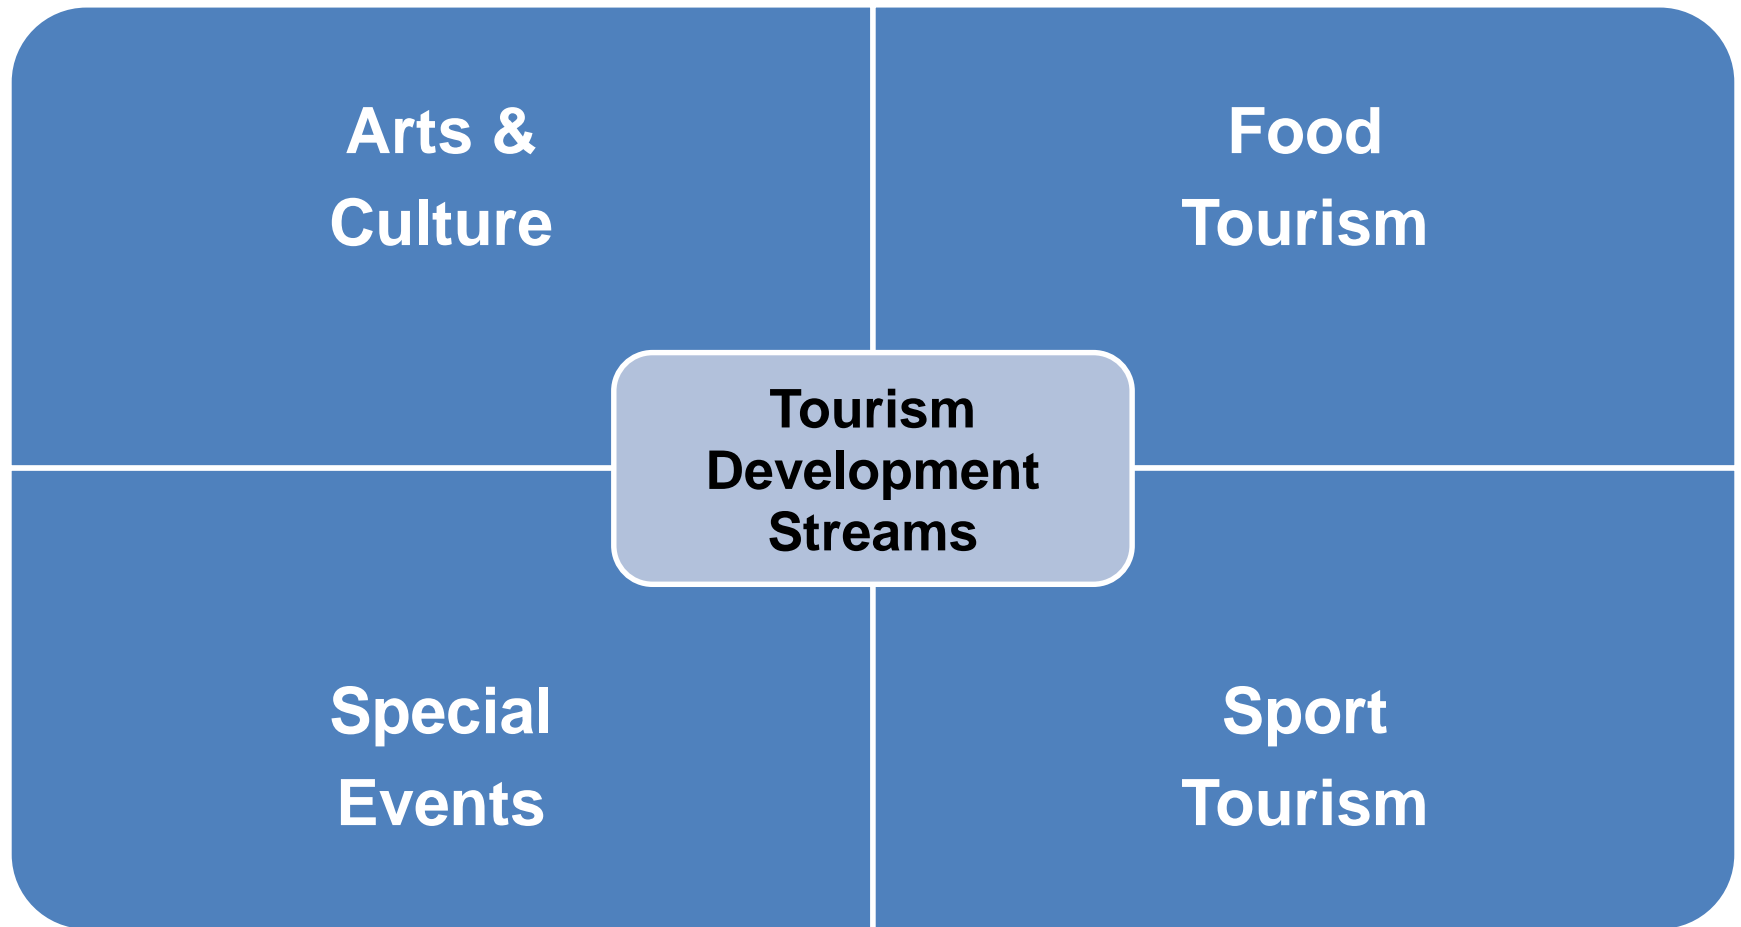 Arts &
Culture
Food
Tourism
Tourism
Development
Streams
Special
Events
Sport
Tourism